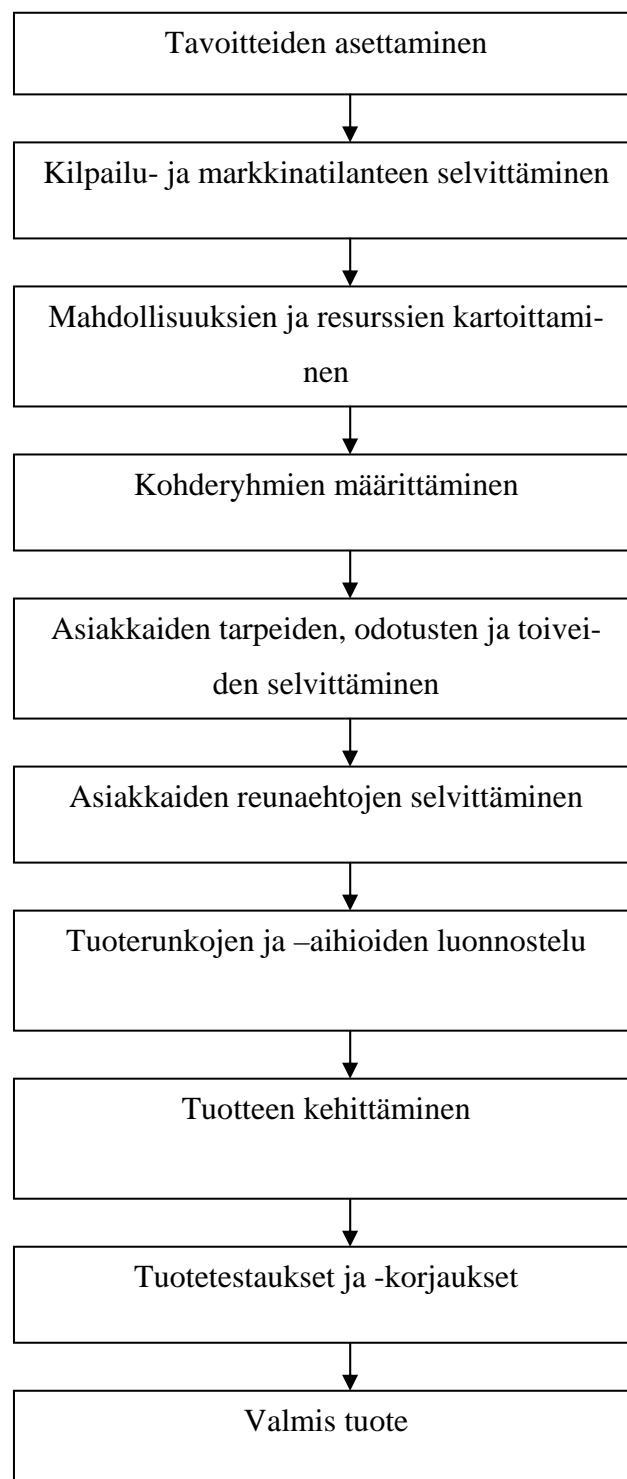 Tavoitteiden asettaminen
Kilpailu- ja markkinatilanteen selvittäminen
Mahdollisuuksien ja resurssien kartoittami-
nen
Kohderyhmien määrittäminen
Asiakkaiden tarpeiden, odotusten ja toivei-
den selvittäminen
Asiakkaiden reunaehtojen selvittäminen
Tuoterunkojen ja –aihioiden luonnostelu
Tuotteen kehittäminen
Tuotetestaukset ja -korjaukset
Valmis tuote